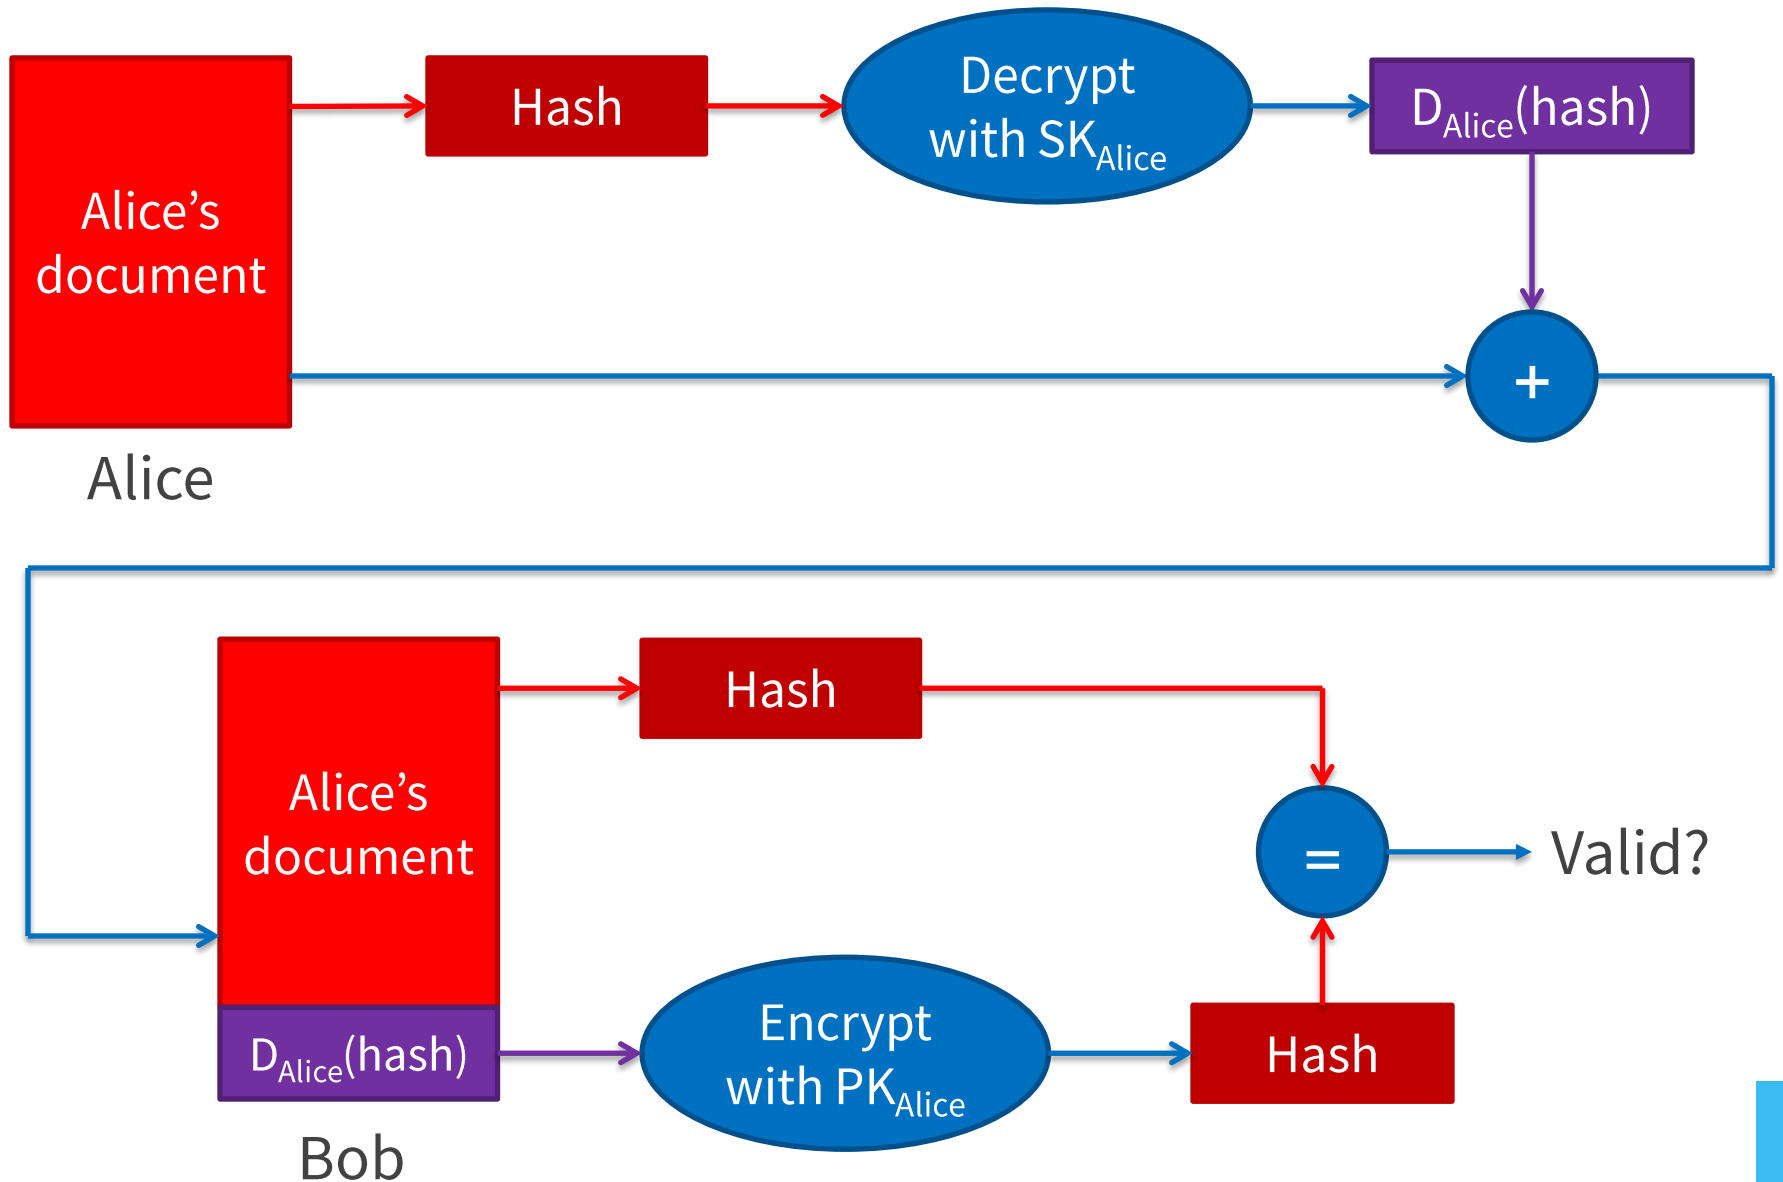 Alice’s
document
Hash
Decrypt
with SKAlice
DAlice(hash)
+
Alice
Alice’s
document
DAlice(hash)
Hash
Encrypt
with PKAlice
Hash
=
Valid?
Bob